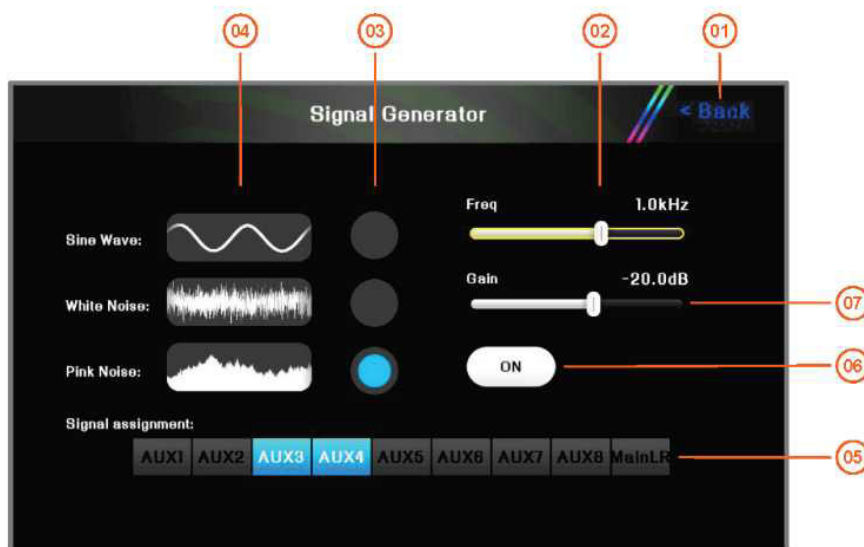 04 03 02 01
Signal Generator
< Back
Freq 1.0kHz
Sine Wave:
Gain -20.0dB
07
White Noise:
Pink Noise:
ON
06
Signal assignment:
AUX1 AUX2 AUX3 AUX4 AUX5 AUX6 AUX7 AUX8 MainLR
05